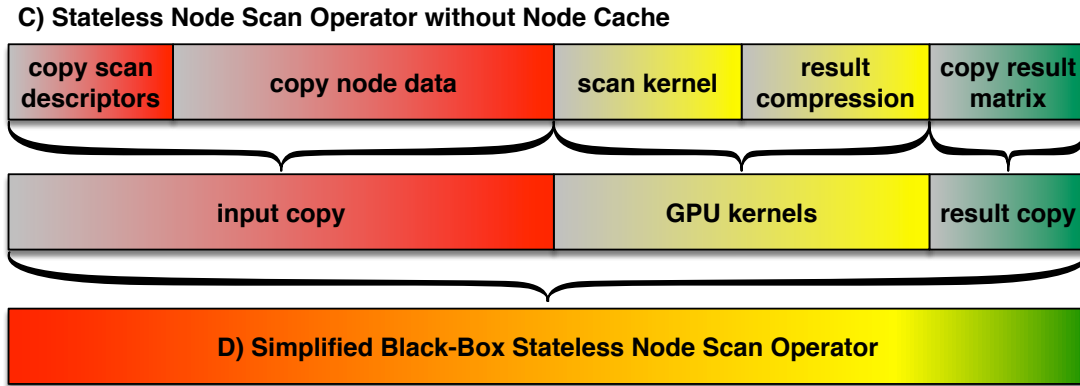 C) Stateless Node Scan Operator without Node Cache
copy scan
descriptors
copy node data
scan kernel
result
compression
copy result
matrix
input copy
GPU kernels
result copy
D) Simplified Black-Box Stateless Node Scan Operator